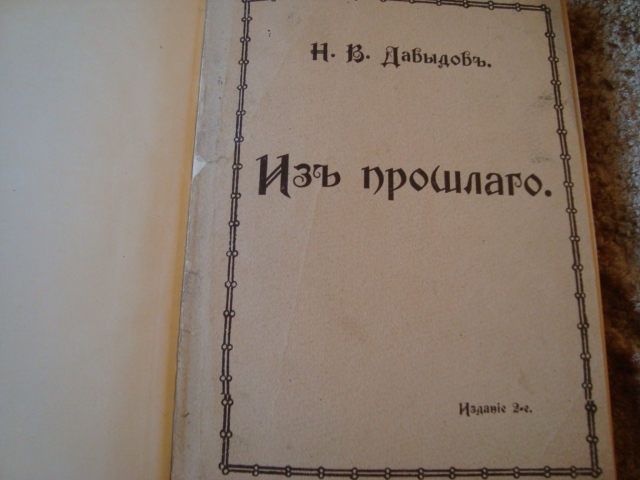 Н. В. Давыдовъ.
Изъ прошлаго.
Изданіе 2-е.